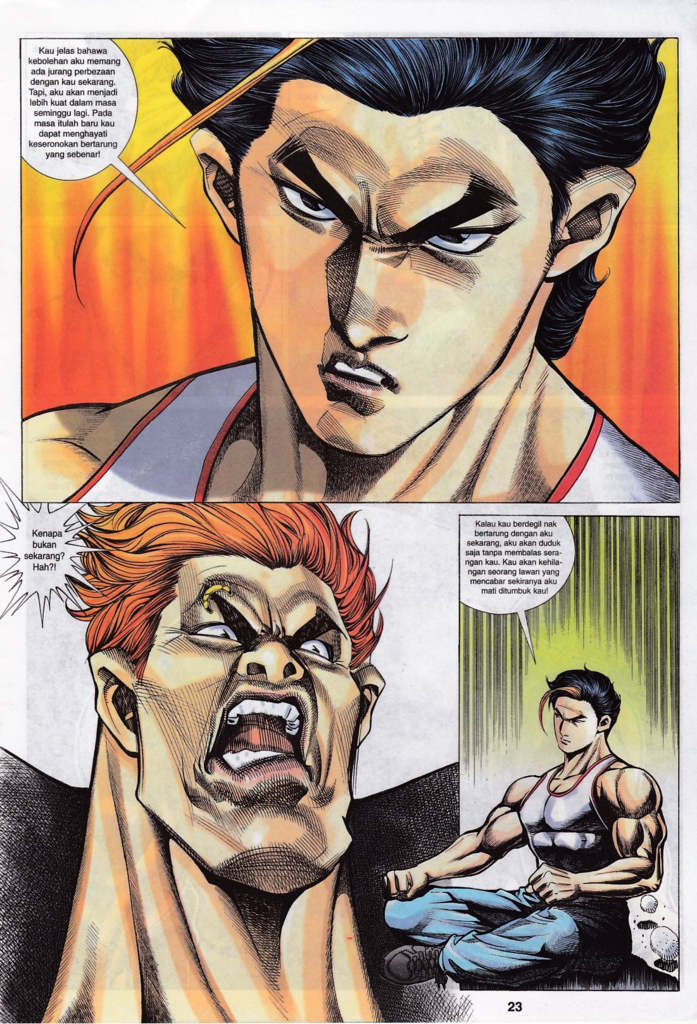 Kau jelas bahawa
kebolehan aku memang
ada jurang perbezaan
dengan kau sekarang.
Tapi, aku akan menjadi
lebih kuat dalam masa
seminggu lagi. Pada
masa itulah baru kau
dapat menghayati
keseronokan bertarung
yang sebenar!
Kenapa
bukan
sekarang?
Hah?!
Kalau kau berdegil nak
bertarung dengan aku
sekarang, aku akan duduk
saja tanpa membalas sera-
ngan kau. Kau akan kehila-
ngan seorang lawan yang
mencabar sekiranya aku
mati ditumbuk kau!
23